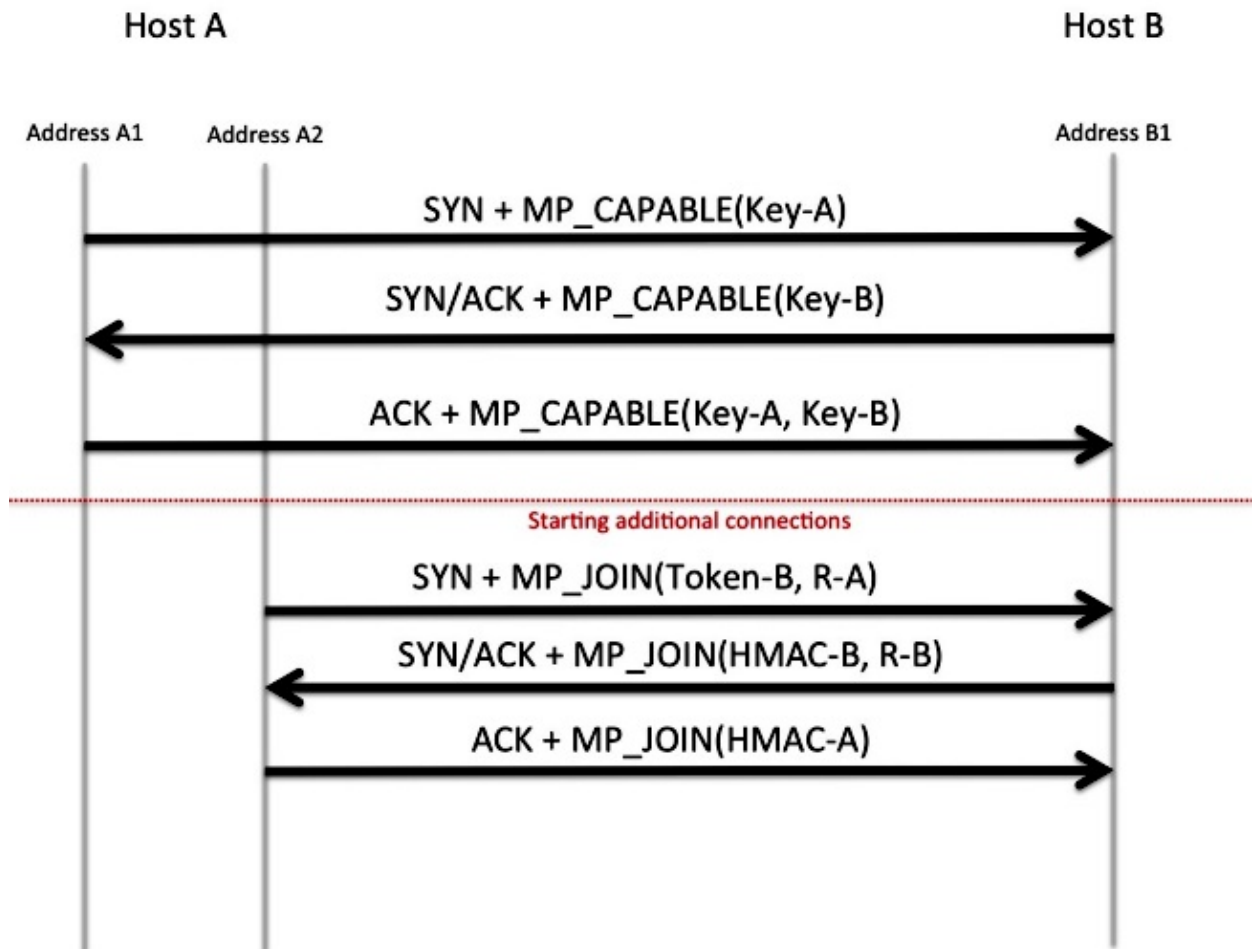 Host A
Host B
Address A1
Address A2
Address B1
SYN + MP_CAPABLE(Key-A)
SYN/ACK + MP_CAPABLE(Key-B)
ACK + MP_CAPABLE(Key-A, Key-B)
Starting additional connections
SYN + MP_JOIN(Token-B, R-A)
SYN/ACK + MP_JOIN(HMAC-B, R-B)
ACK + MP_JOIN(HMAC-A)